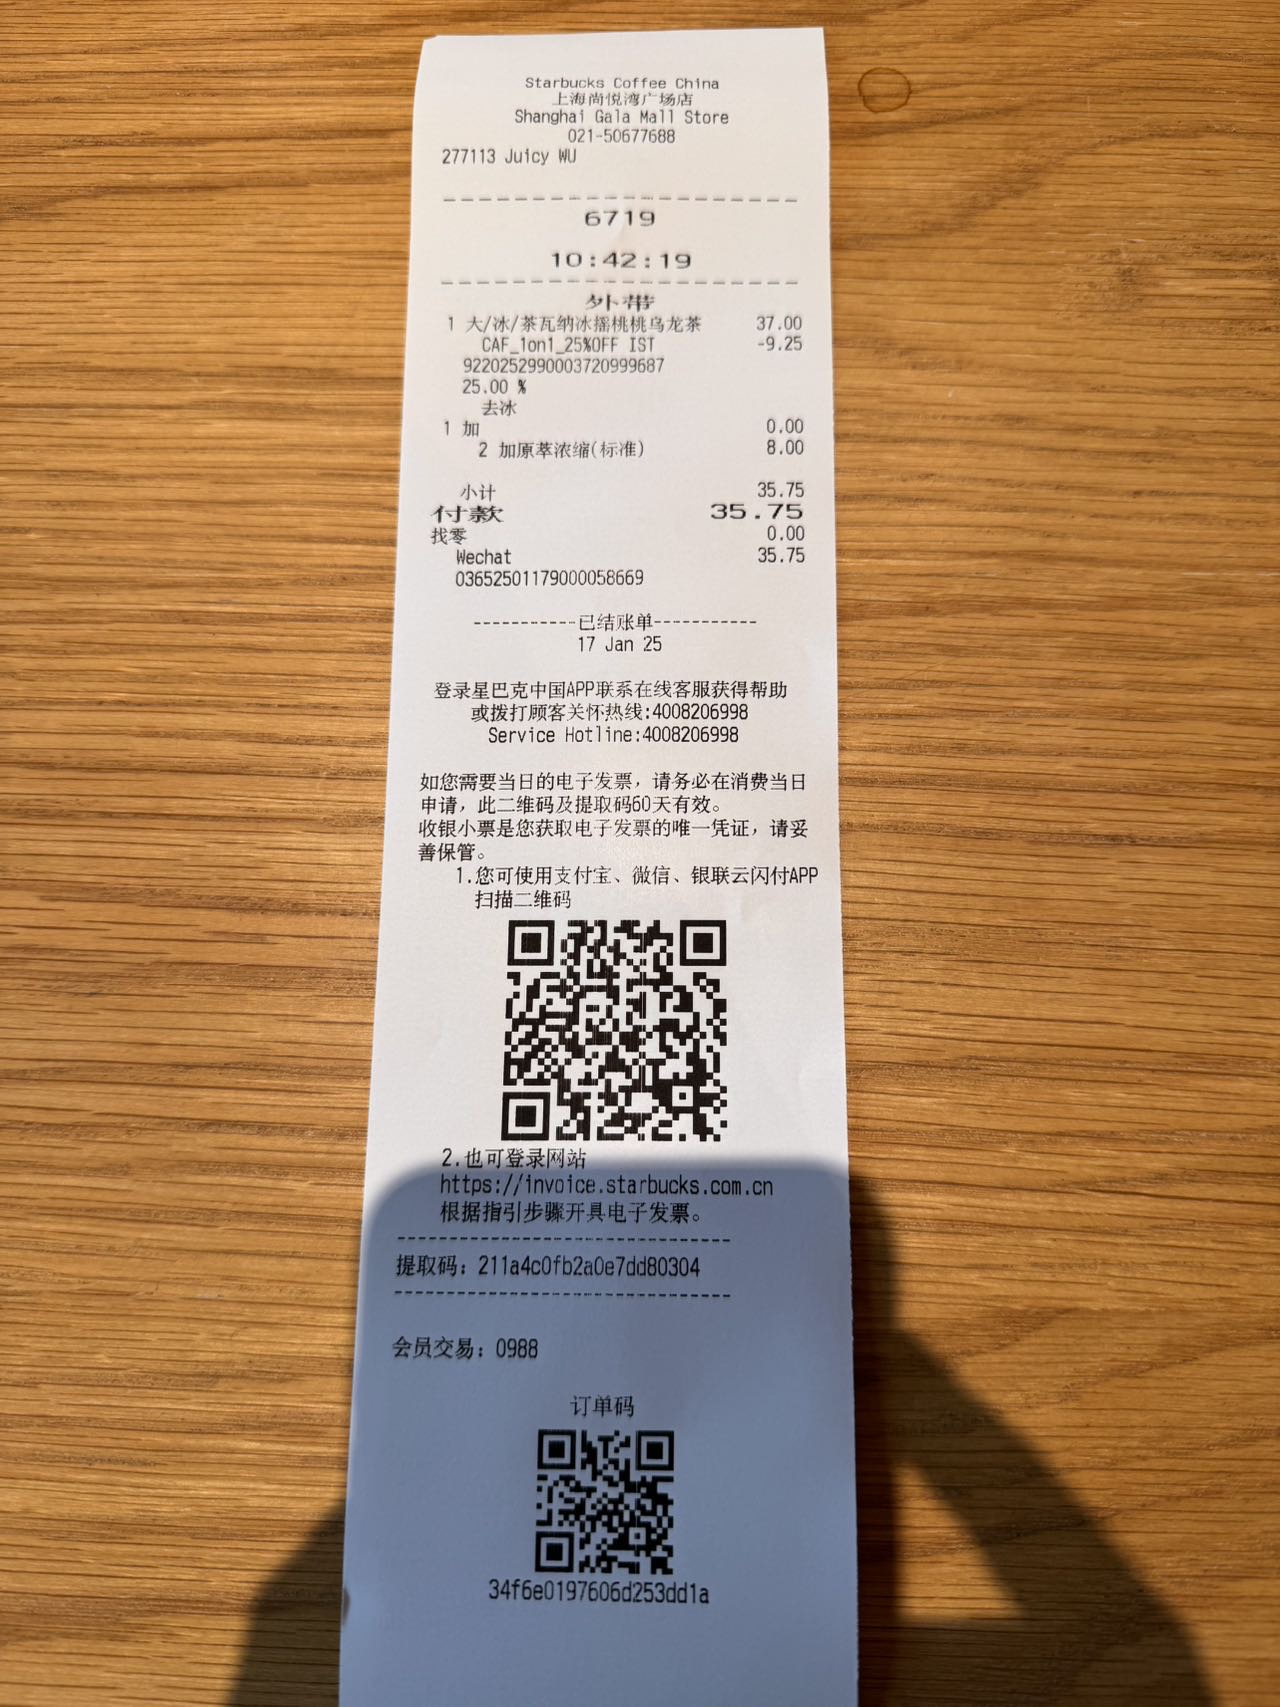 Starbucks Coffee China
上海尚悦湾广场店
Shanghai Gala Mall Store
021-50677688
277113 Juicy WU
6719
10:42:19
外带
1 大/冰/茶瓦纳冰摇桃桃乌龙茶 37.00
CAF_1on1_25%OFF IST -9.25
9220252990003720999687
25.00 %
去冰
1 加 0.00
2 加原萃浓缩(标准) 8.00
小计 35.75
付款 35.75
找零 0.00
Wechat 35.75
03652501179000058669
-----------已结账单-----------
17 Jan 25
登录星巴克中国APP联系在线客服获得帮助
或拨打顾客关怀热线:4008206998
Service Hotline:4008206998
如您需要当日的电子发票，请务必在消费当日
申请，此二维码及提取码60天有效。
收银小票是您获取电子发票的唯一凭证，请妥
善保管。
1.您可使用支付宝、微信、银联云闪付APP
扫描二维码
2.也可登录网站
https://invoice.starbucks.com.cn
根据指引步骤开具电子发票。
提取码：211a4c0fb2a0e7dd80304
会员交易：0988
订单码
34f6e0197606d253dd1a